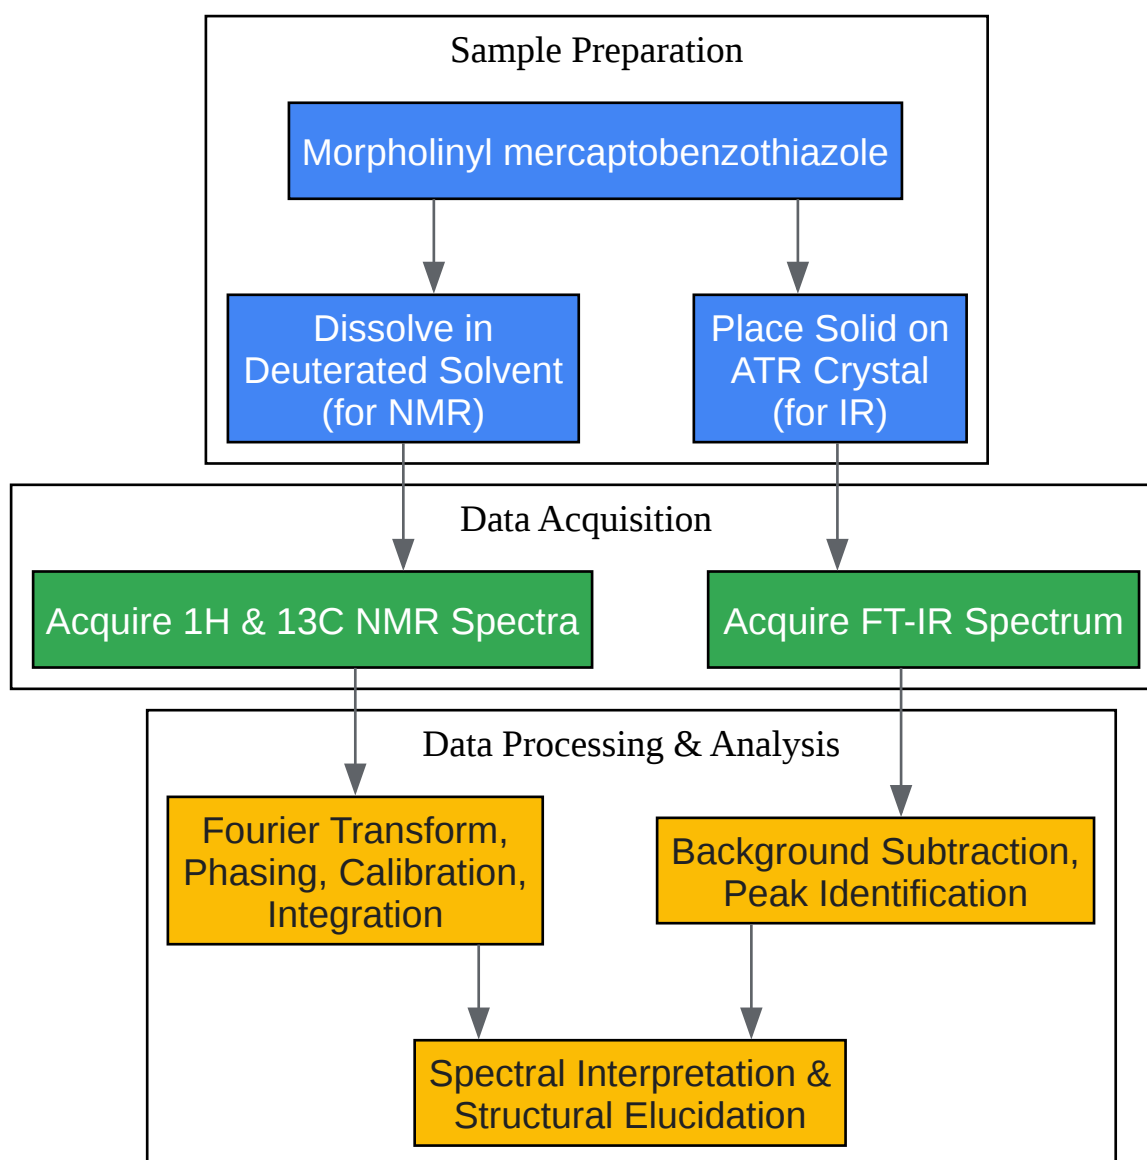 Sample Preparation
Morpholinyl mercaptobenzothiazole
Dissolve in
Deuterated Solvent
(for NMR)
Place Solid on
ATR Crystal
(for IR)
Data Acquisition
Acquire 1H & 13C NMR Spectra
Acquire FT-IR Spectrum
Data Processing & Analysis
Fourier Transform,
Phasing, Calibration,
Integration
Background Subtraction,
Peak Identification
Spectral Interpretation &
Structural Elucidation